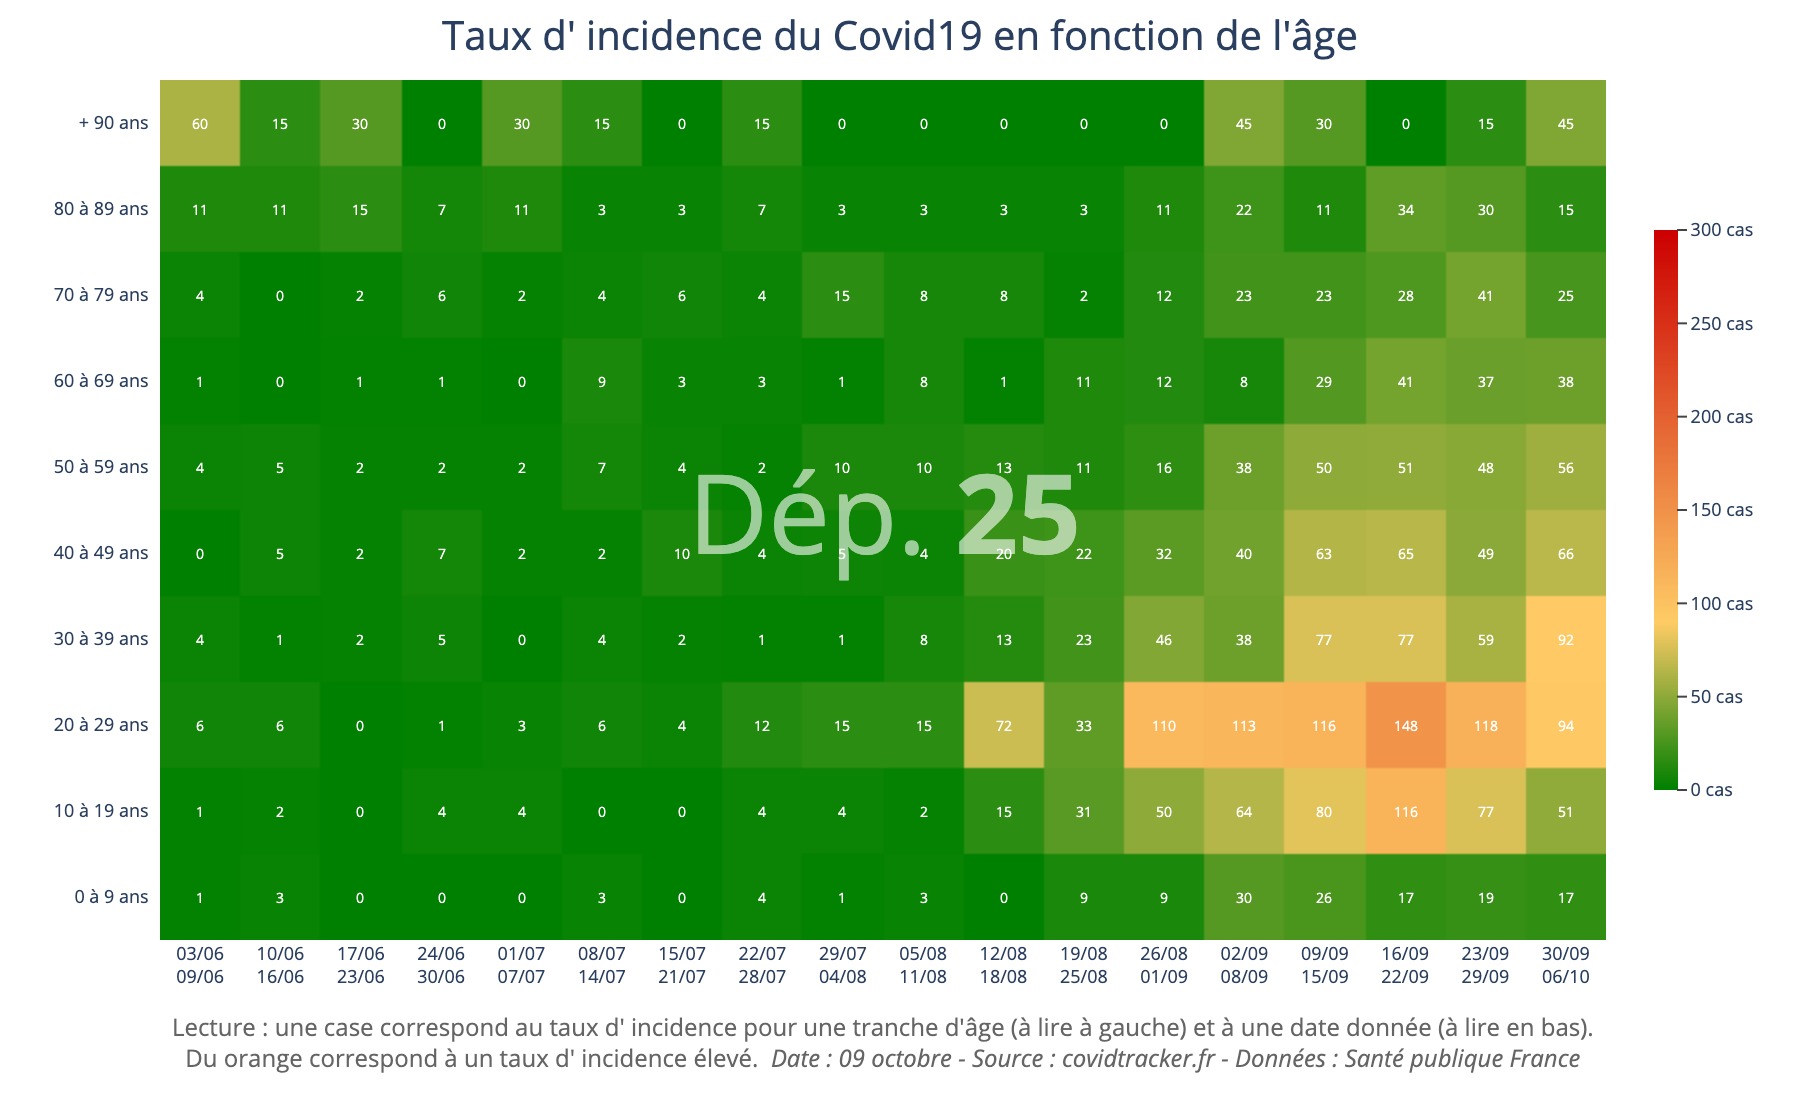 Taux d' incidence du Covid19 en fonction de l'âge
+ 90 ans 60 15 30 0 30 15 0 15 0 0 0 0 0 45 30 0 15 45
80 à 89 ans 11 11 15 7 11 3 3 7 3 3 3 3 11 22 11 34 30 15
70 à 79 ans 4 0 2 6 2 4 6 4 15 8 8 2 12 23 23 28 41 25
60 à 69 ans 1 0 1 1 0 9 3 3 1 8 1 11 12 8 29 41 37 38
50 à 59 ans 4 5 2 2 2 7 4 2 10 10 13 11 16 38 50 51 48 56
Dép. 25
40 à 49 ans 0 5 2 7 2 2 10 4 5 4 20 22 32 40 63 65 49 66
30 à 39 ans 4 1 2 5 0 4 2 1 1 8 13 23 46 38 77 77 59 92
20 à 29 ans 6 6 0 1 3 6 4 12 15 15 72 33 110 113 116 148 118 94
10 à 19 ans 1 2 0 4 4 0 0 4 4 2 15 31 50 64 80 116 77 51
0 à 9 ans 1 3 0 0 0 3 0 4 1 3 0 9 9 30 26 17 19 17
03/06 10/06 17/06 24/06 01/07 08/07 15/07 22/07 29/07 05/08 12/08 19/08 26/08 02/09 09/09 16/09 23/09 30/09
09/06 16/06 23/06 30/06 07/07 14/07 21/07 28/07 04/08 11/08 18/08 25/08 01/09 08/09 15/09 22/09 29/09 06/10
300 cas
250 cas
200 cas
150 cas
100 cas
50 cas
0 cas
Lecture : une case correspond au taux d' incidence pour une tranche d'âge (à lire à gauche) et à une date donnée (à lire en bas).
Du orange correspond à un taux d' incidence élevé. Date : 09 octobre - Source : covidtracker.fr - Données : Santé publique France